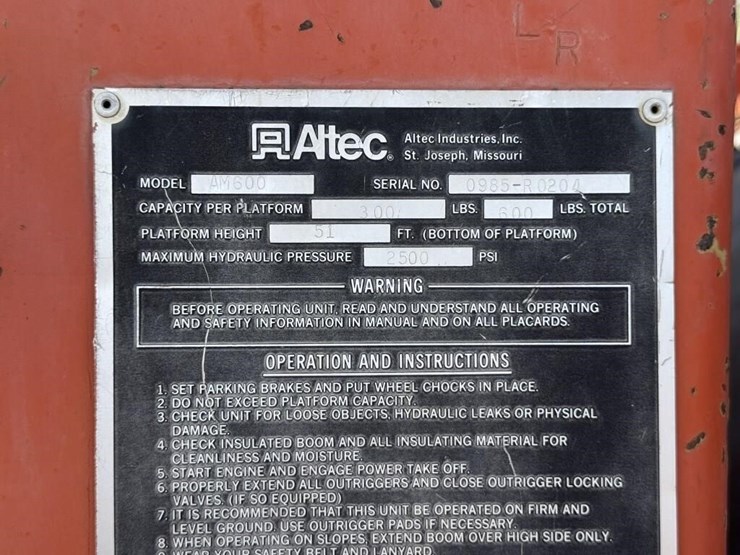 L
R
Altec® Altec Industries, Inc.
St. Joseph, Missouri
MODEL AM600 SERIAL NO. 0985-R0204
CAPACITY PER PLATFORM 300 LBS. 600 LBS. TOTAL
PLATFORM HEIGHT 51 FT. (BOTTOM OF PLATFORM)
MAXIMUM HYDRAULIC PRESSURE 2500 PSI
WARNING
BEFORE OPERATING UNIT, READ AND UNDERSTAND ALL OPERATING
AND SAFETY INFORMATION IN MANUAL AND ON ALL PLACARDS.
OPERATION AND INSTRUCTIONS
1. SET PARKING BRAKES AND PUT WHEEL CHOCKS IN PLACE.
2. DO NOT EXCEED PLATFORM CAPACITY.
3. CHECK UNIT FOR LOOSE OBJECTS, HYDRAULIC LEAKS OR PHYSICAL
DAMAGE.
4. CHECK INSULATED BOOM AND ALL INSULATING MATERIAL FOR
CLEANLINESS AND MOISTURE.
5. START ENGINE AND ENGAGE POWER TAKE OFF.
6. PROPERLY EXTEND ALL OUTRIGGERS AND CLOSE OUTRIGGER LOCKING
VALVES. (IF SO EQUIPPED)
7. IT IS RECOMMENDED THAT THIS UNIT BE OPERATED ON FIRM AND
LEVEL GROUND. USE OUTRIGGER PADS IF NECESSARY.
8. WHEN OPERATING ON SLOPES, EXTEND BOOM OVER HIGH SIDE ONLY.
9. WEAR YOUR SAFETY BELT AND LANYARD.